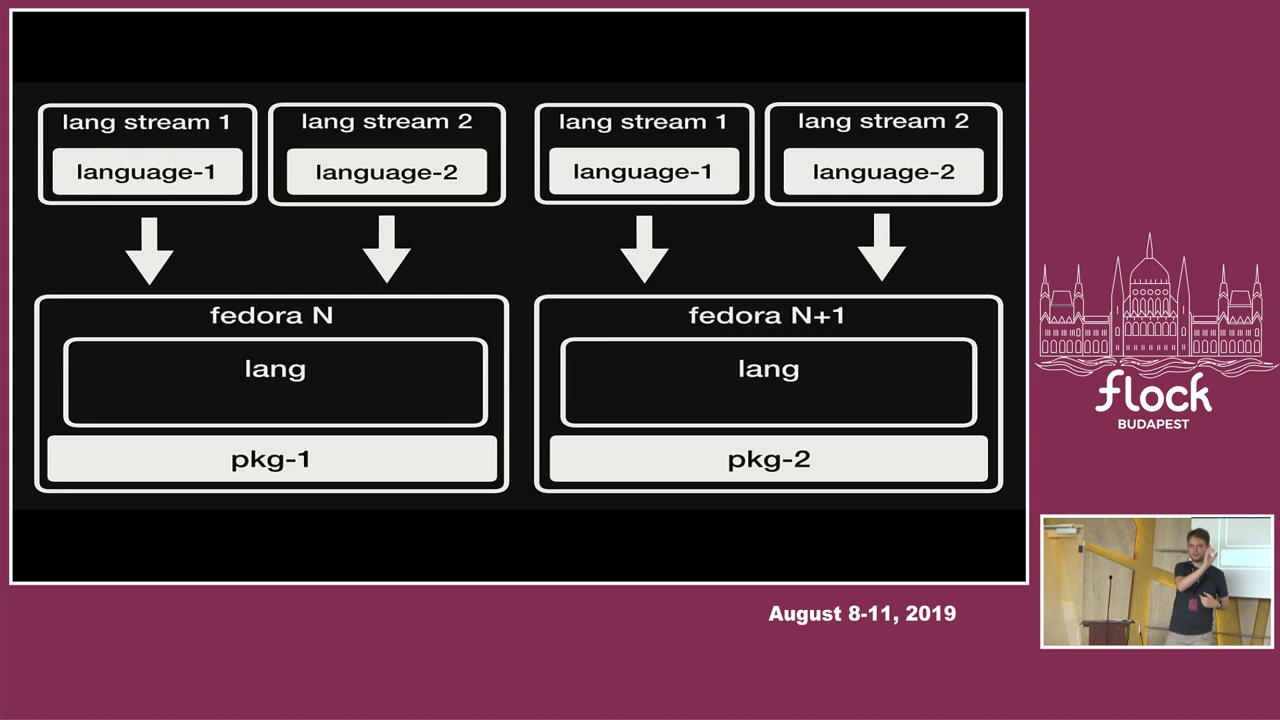 lang stream 1
language-1
lang stream 2
language-2
lang stream 1
language-1
lang stream 2
language-2
fedora N
lang
pkg-1
fedora N+1
lang
pkg-2
flock
BUDAPEST
August 8-11, 2019